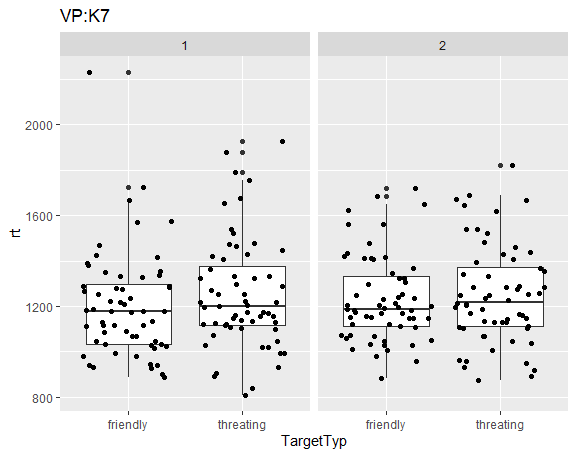 VP:K7
1 2
rt
2000
1600
1200
800
friendly threating friendly threating
TargetTyp